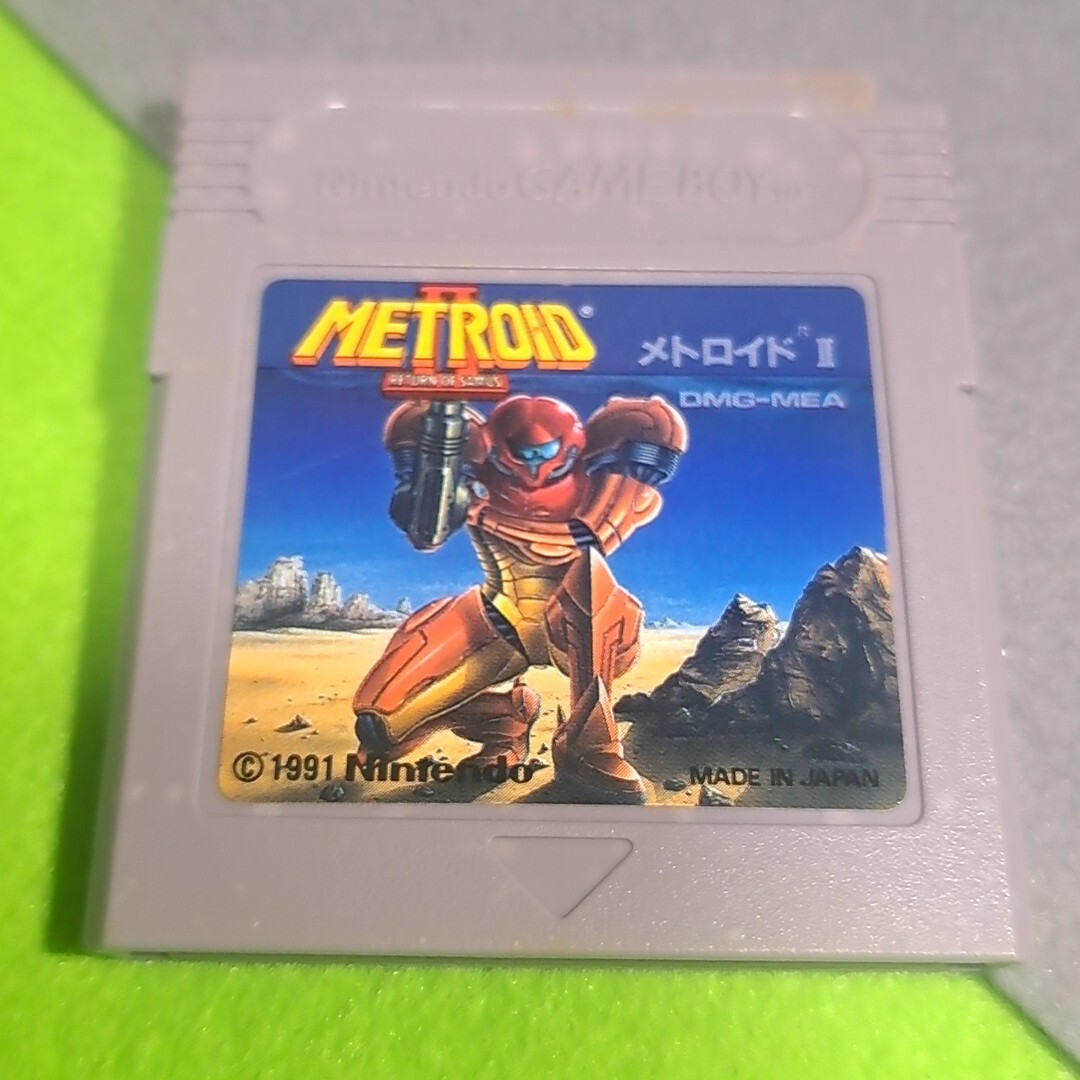 Nintendo GAME BOY™
II
METROID®
RETURN OF SAMUS
メトロイド® II
DMG-MEA
©1991 Nintendo
MADE IN JAPAN